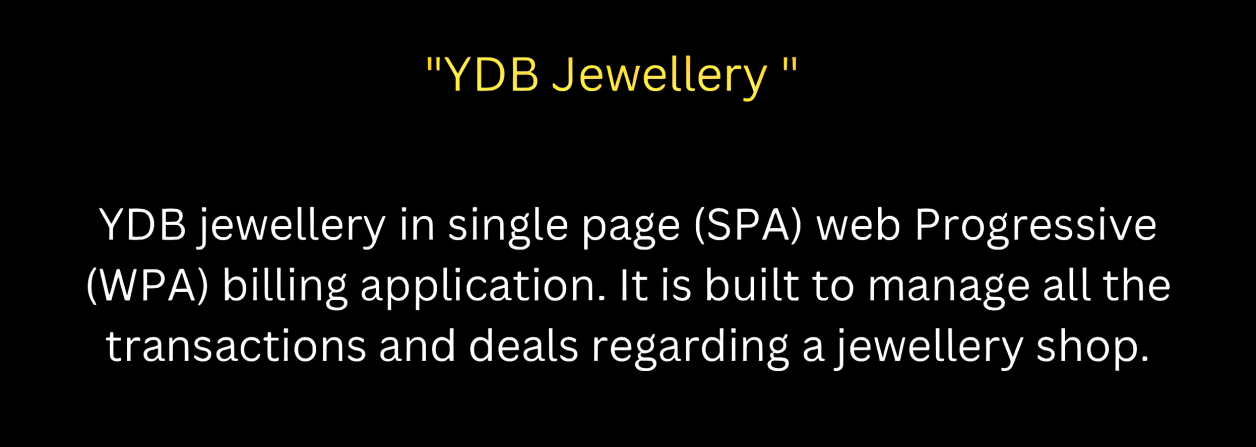 "YDB Jewellery "
YDB jewellery in single page (SPA) web Progressive
(WPA) billing application. It is built to manage all the
transactions and deals regarding a jewellery shop.